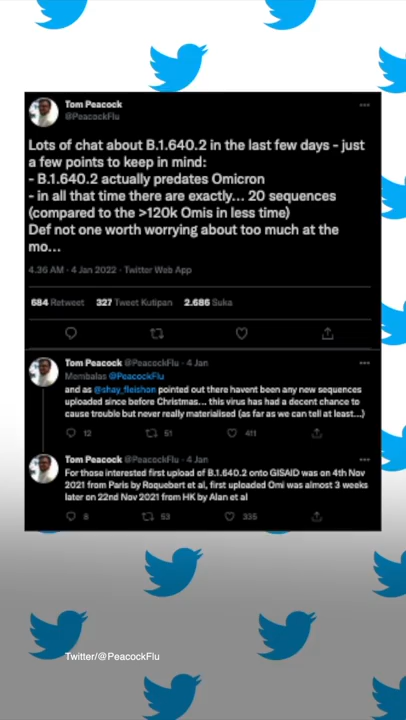 Tom Peacock
@PeacockFlu
Lots of chat about B.1.640.2 in the last few days - just
a few points to keep in mind:
- B.1.640.2 actually predates Omicron
- in all that time there are exactly... 20 sequences
(compared to the >120k Omis in less time)
Def not one worth worrying about too much at the
mo...
4.36 AM · 4 Jan 2022 · Twitter Web App
684 Retweet 327 Tweet Kutipan 2.686 Suka
Tom Peacock @PeacockFlu · 4 Jan
Membalas @PeacockFlu
and as @shay_fleishon pointed out there havent been any new sequences
uploaded since before Christmas... this virus has had a decent chance to
cause trouble but never really materialised (as far as we can tell at least...)
12 51 411
Tom Peacock @PeacockFlu · 4 Jan
For those interested first upload of B.1.640.2 onto GISAID was on 4th Nov
2021 from Paris by Roquebert et al, first uploaded Omi was almost 3 weeks
later on 22nd Nov 2021 from HK by Alan et al
6 53 335
Twitter/@PeacockFlu